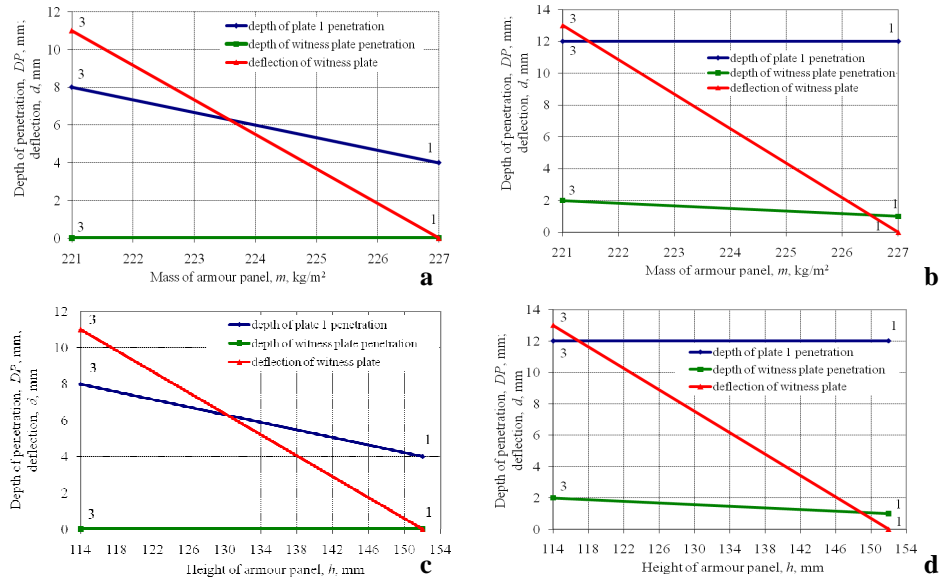 12
10
8
6
4
2
0
Depth of penetration, DP, mm;
deflection, d, mm
depth of plate 1 penetration
depth of witness plate penetration
deflection of witness plate
3
3
3
1
1
221 222 223 224 225 226 227
Mass of armour panel, m, kg/m²
a
14
12
10
8
6
4
2
0
Depth of penetration, DP, mm;
deflection, d, mm
depth of plate 1 penetration
depth of witness plate penetration
deflection of witness plate
3
3
3
1
1
221 222 223 224 225 226 227
Mass of armour panel, m, kg/m²
b
12
10
8
6
4
2
0
Depth of penetration, DP, mm;
deflection, d, mm
depth of plate 1 penetration
depth of witness plate penetration
deflection of witness plate
3
3
3
1
1
114 118 122 126 130 134 138 142 146 150 154
Height of armour panel, h, mm
c
14
12
10
8
6
4
2
0
Depth of penetration, DP, mm;
deflection, d, mm
depth of plate 1 penetration
depth of witness plate penetration
deflection of witness plate
3
3
3
1
1
1
114 118 122 126 130 134 138 142 146 150 154
Height of armour panel, h, mm
d